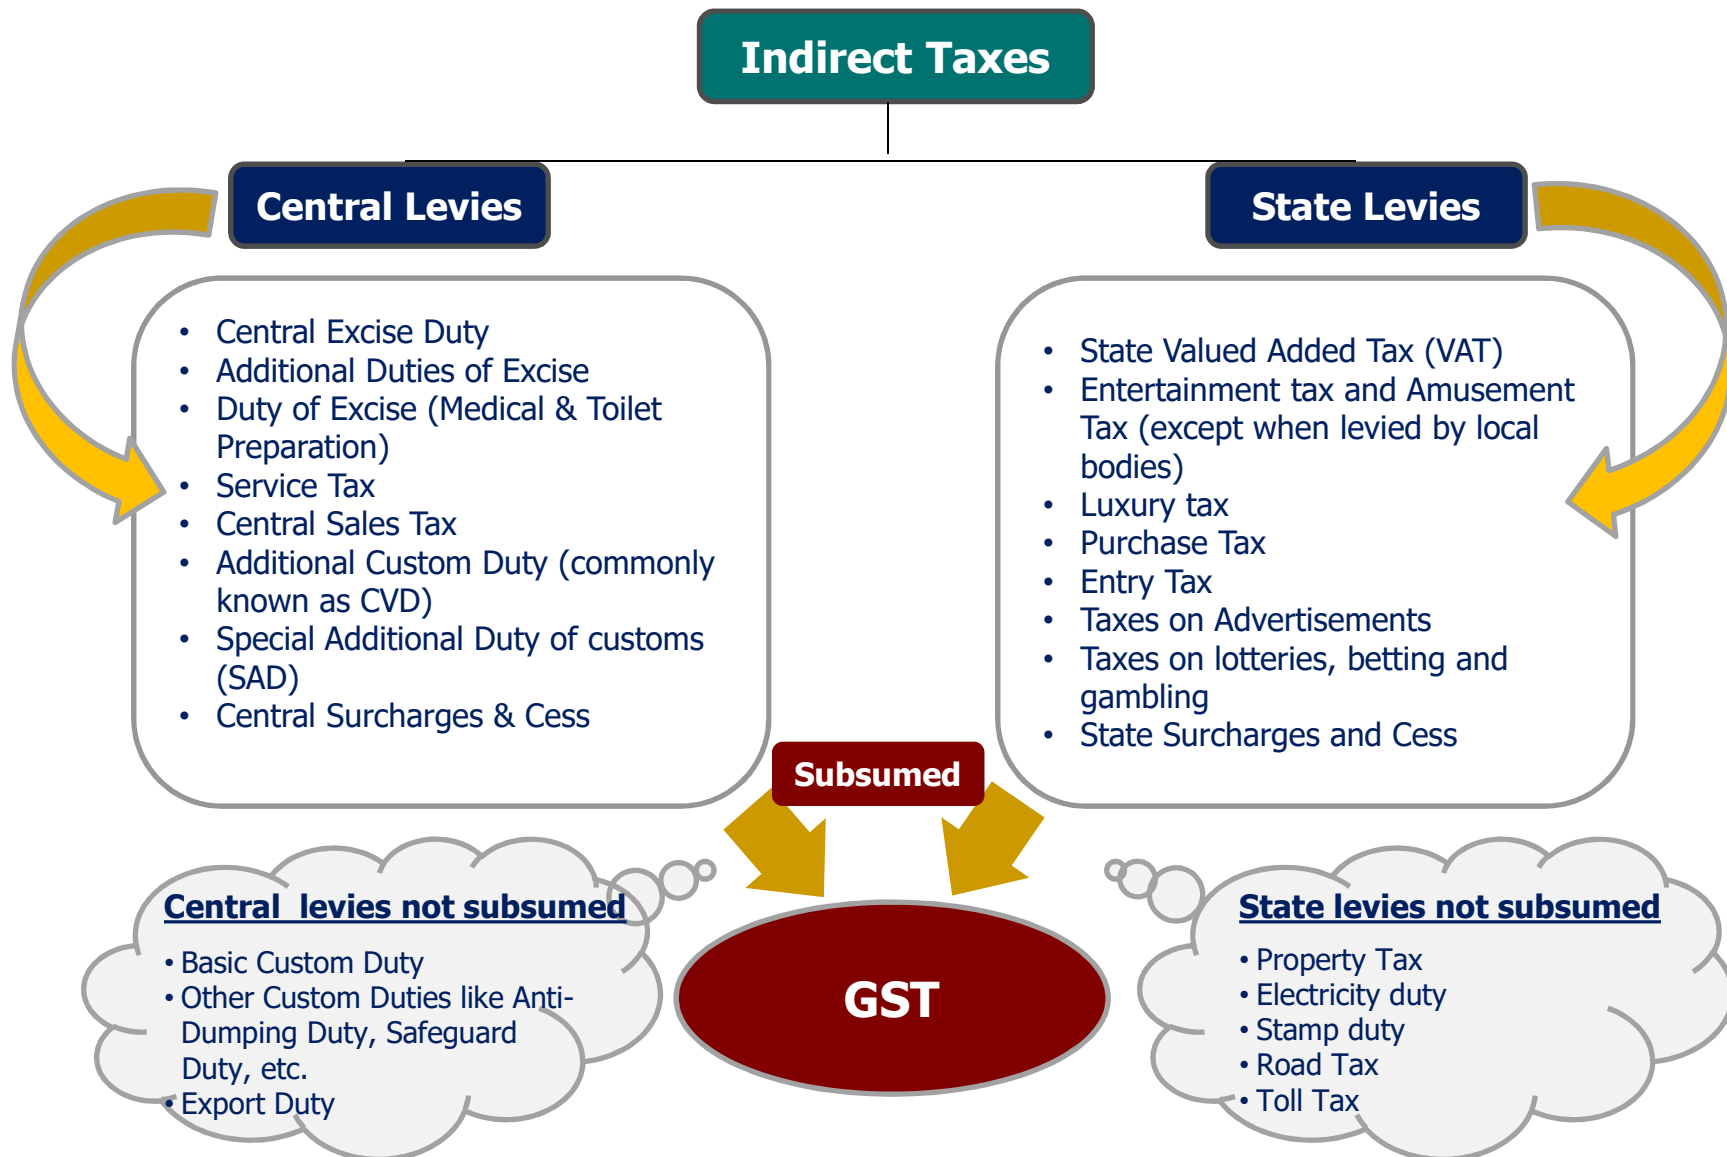 Indirect Taxes
Central Levies
State Levies
• Central Excise Duty
• Additional Duties of Excise
• Duty of Excise (Medical & Toilet
Preparation)
• Service Tax
• Central Sales Tax
• Additional Custom Duty (commonly
known as CVD)
• Special Additional Duty of customs
(SAD)
• Central Surcharges & Cess
• State Valued Added Tax (VAT)
• Entertainment tax and Amusement
Tax (except when levied by local
bodies)
• Luxury tax
• Purchase Tax
• Entry Tax
• Taxes on Advertisements
• Taxes on lotteries, betting and
gambling
• State Surcharges and Cess
Subsumed
Central levies not subsumed
• Basic Custom Duty
• Other Custom Duties like Anti-
Dumping Duty, Safeguard
Duty, etc.
• Export Duty
GST
State levies not subsumed
• Property Tax
• Electricity duty
• Stamp duty
• Road Tax
• Toll Tax